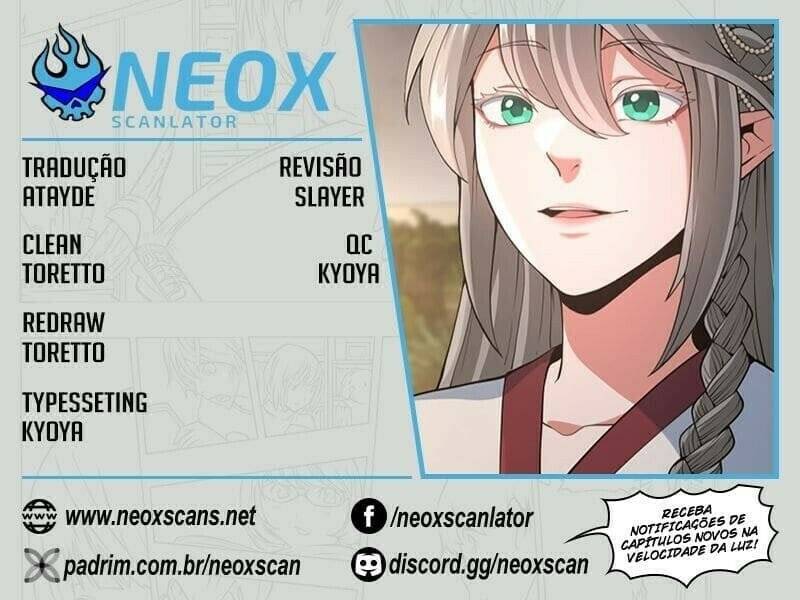 NEOX
SCANLATOR
TRADUÇÃO
ATAYDE
REVISÃO
SLAYER
CLEAN
TORETTO
QC
KYOYA
REDRAW
TORETTO
TYPESSETING
KYOYA
www.neoxscans.net
/neoxscanlator
padrim.com.br/neoxscan
discord.gg/neoxscan
RECEBA
NOTIFICAÇÕES DE
CAPÍTULOS NOVOS NA
VELOCIDADE DA LUZ!